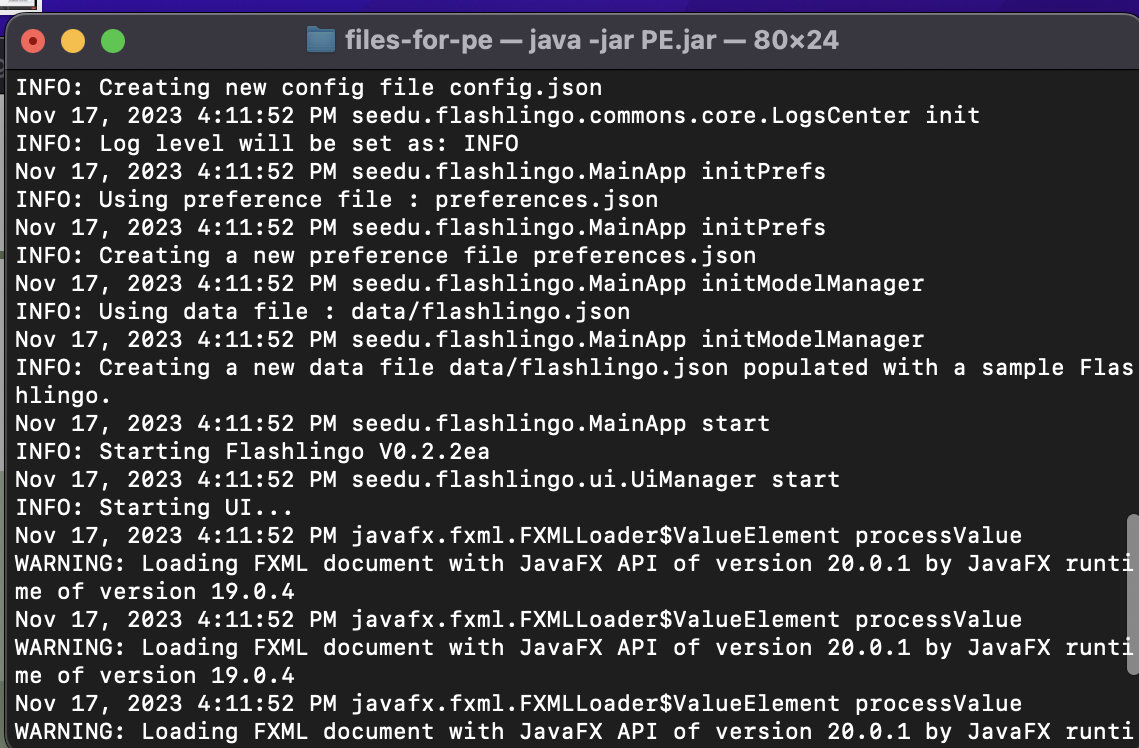 files-for-pe — java -jar PE.jar — 80×24
INFO: Creating new config file config.json
Nov 17, 2023 4:11:52 PM seedu.flashlingo.commons.core.LogsCenter init
INFO: Log level will be set as: INFO
Nov 17, 2023 4:11:52 PM seedu.flashlingo.MainApp initPrefs
INFO: Using preference file : preferences.json
Nov 17, 2023 4:11:52 PM seedu.flashlingo.MainApp initPrefs
INFO: Creating a new preference file preferences.json
Nov 17, 2023 4:11:52 PM seedu.flashlingo.MainApp initModelManager
INFO: Using data file : data/flashlingo.json
Nov 17, 2023 4:11:52 PM seedu.flashlingo.MainApp initModelManager
INFO: Creating a new data file data/flashlingo.json populated with a sample Flas
hlingo.
Nov 17, 2023 4:11:52 PM seedu.flashlingo.MainApp start
INFO: Starting Flashlingo V0.2.2ea
Nov 17, 2023 4:11:52 PM seedu.flashlingo.ui.UiManager start
INFO: Starting UI...
Nov 17, 2023 4:11:52 PM javafx.fxml.FXMLLoader$ValueElement processValue
WARNING: Loading FXML document with JavaFX API of version 20.0.1 by JavaFX runti
me of version 19.0.4
Nov 17, 2023 4:11:52 PM javafx.fxml.FXMLLoader$ValueElement processValue
WARNING: Loading FXML document with JavaFX API of version 20.0.1 by JavaFX runti
me of version 19.0.4
Nov 17, 2023 4:11:52 PM javafx.fxml.FXMLLoader$ValueElement processValue
WARNING: Loading FXML document with JavaFX API of version 20.0.1 by JavaFX runti